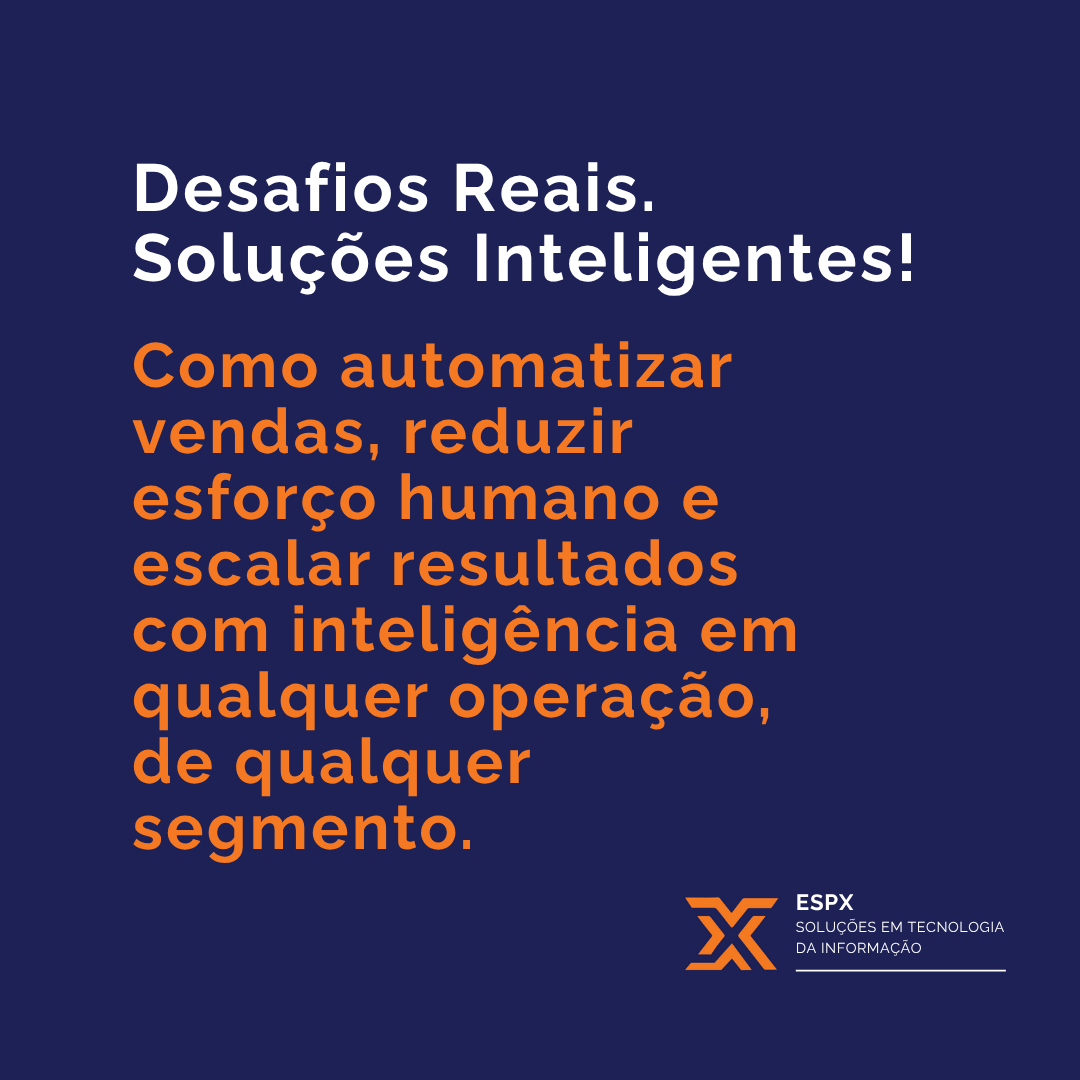 Desafios Reais.
Soluções Inteligentes!
Como automatizar
vendas, reduzir
esforço humano e
escalar resultados
com inteligência em
qualquer operação,
de qualquer
segmento.
ESPX
SOLUÇÕES EM TECNOLOGIA
DA INFORMAÇÃO